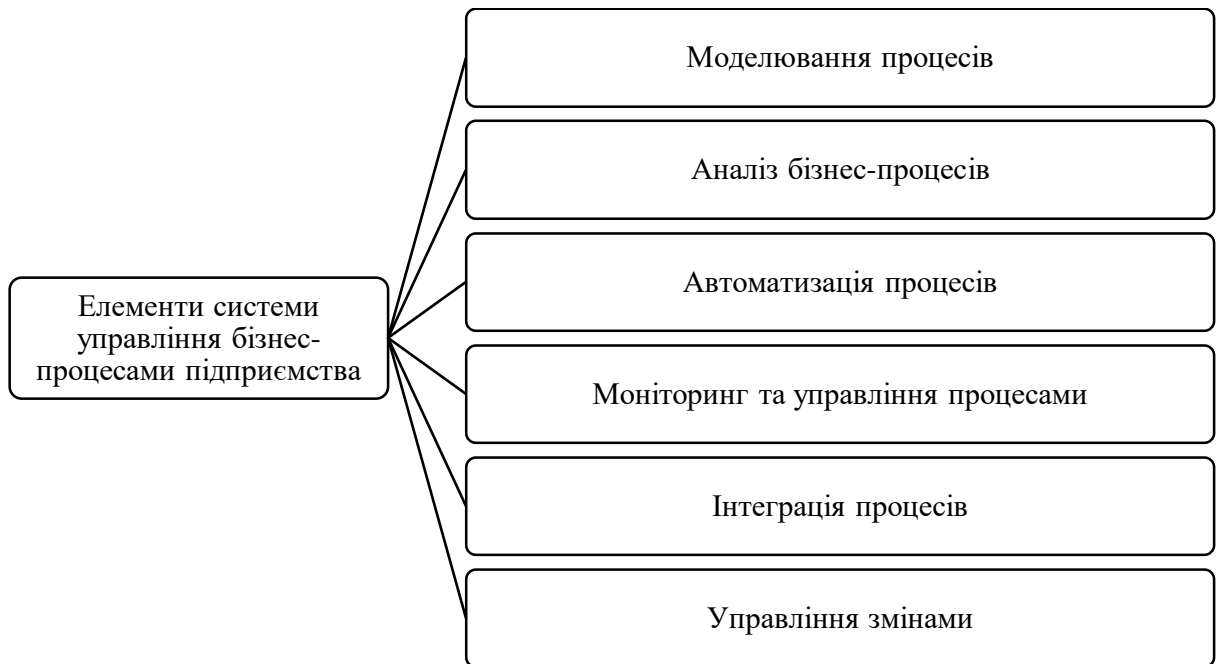 Елементи системи
управління бізнес-
процесами підприємства
Моделювання процесів
Аналіз бізнес-процесів
Автоматизація процесів
Моніторинг та управління процесами
Інтеграція процесів
Управління змінами